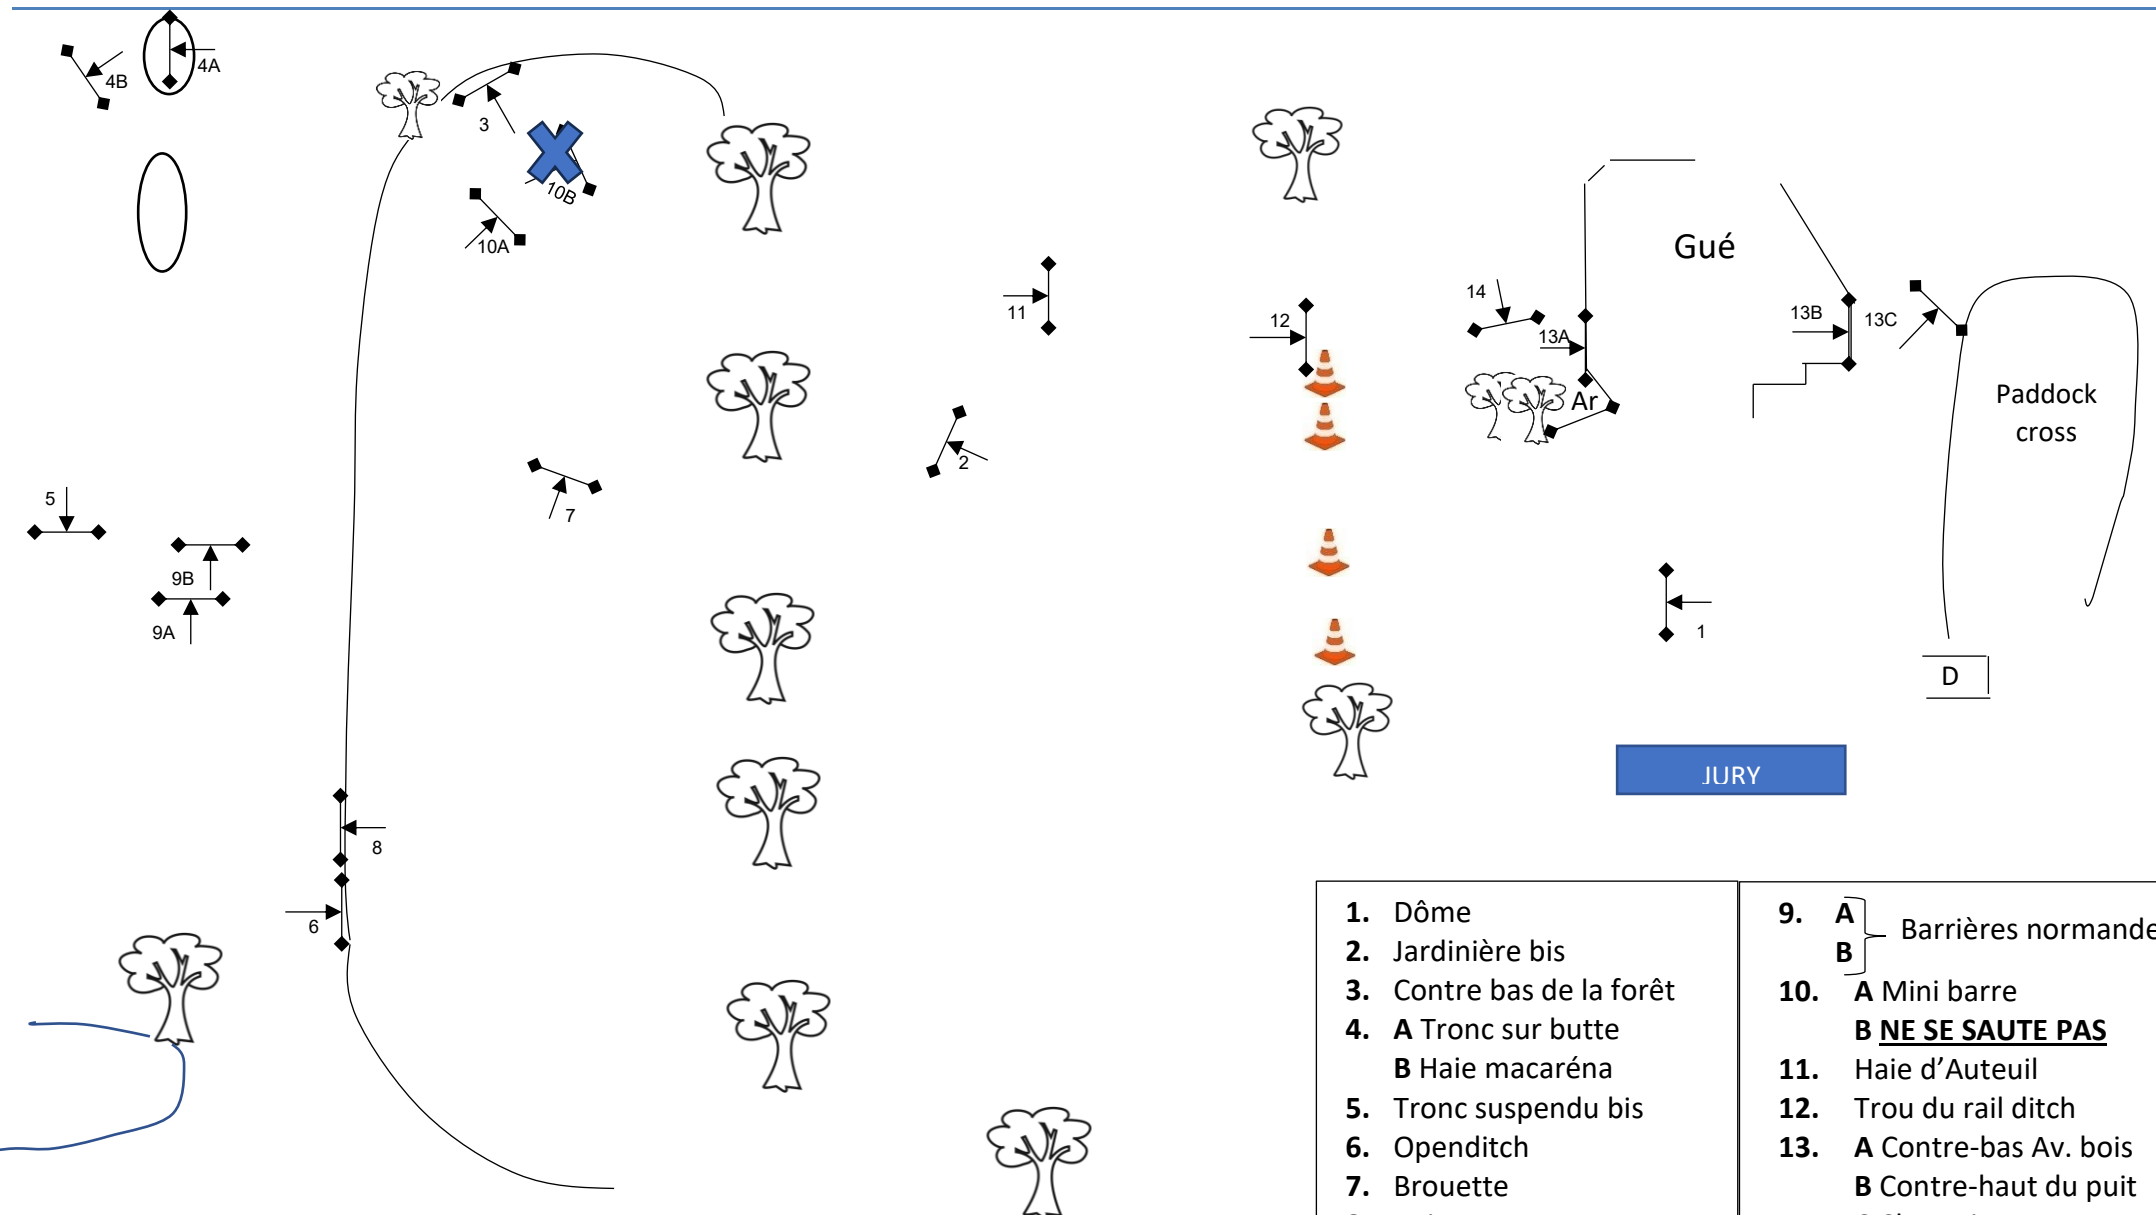 4A
4B
3
10B
10A
Gué
11
12
14
13A
13B
13C
Ar
Paddock
cross
2
5
7
9B
9A
1
D
JURY
8
6
1. Dôme
2. Jardinière bis
3. Contre bas de la forêt
4. A Tronc sur butte
B Haie macaréna
5. Tronc suspendu bis
6. Openditch
7. Brouette
9. A
B
Barrières normande
10. A Mini barre
B NE SE SAUTE PAS
11. Haie d’Auteuil
12. Trou du rail ditch
13. A Contre-bas Av. bois
B Contre-haut du puit